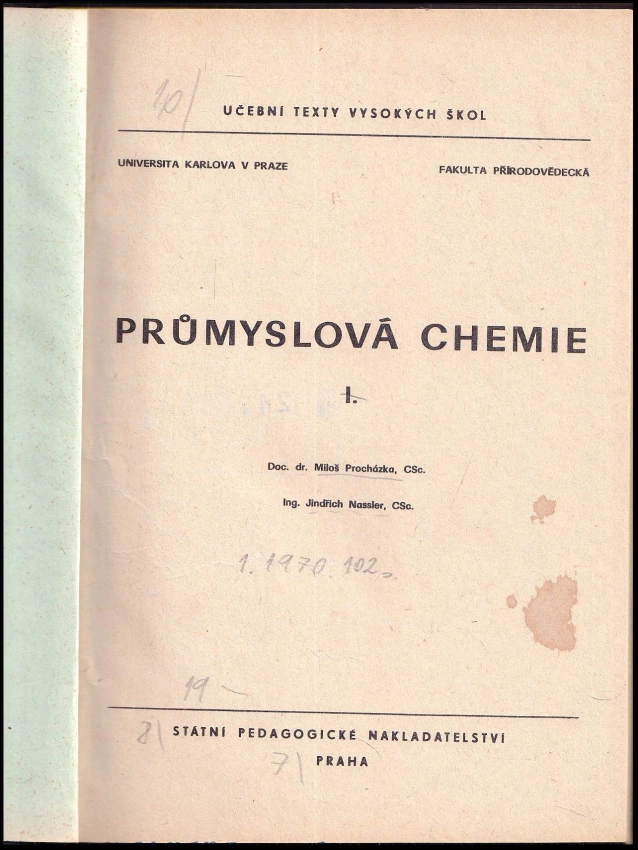 10/
UČEBNÍ TEXTY VYSOKÝCH ŠKOL
UNIVERSITA KARLOVA V PRAZE
FAKULTA PŘÍRODOVĚDECKÁ
PRŮMYSLOVÁ CHEMIE
I.
Doc. dr. Miloš Procházka, CSc.
Ing. Jindřich Nassler, CSc.
1. 1970 102 s.
19 —
8/
STÁTNÍ PEDAGOGICKÉ NAKLADATELSTVÍ
7/
PRAHA